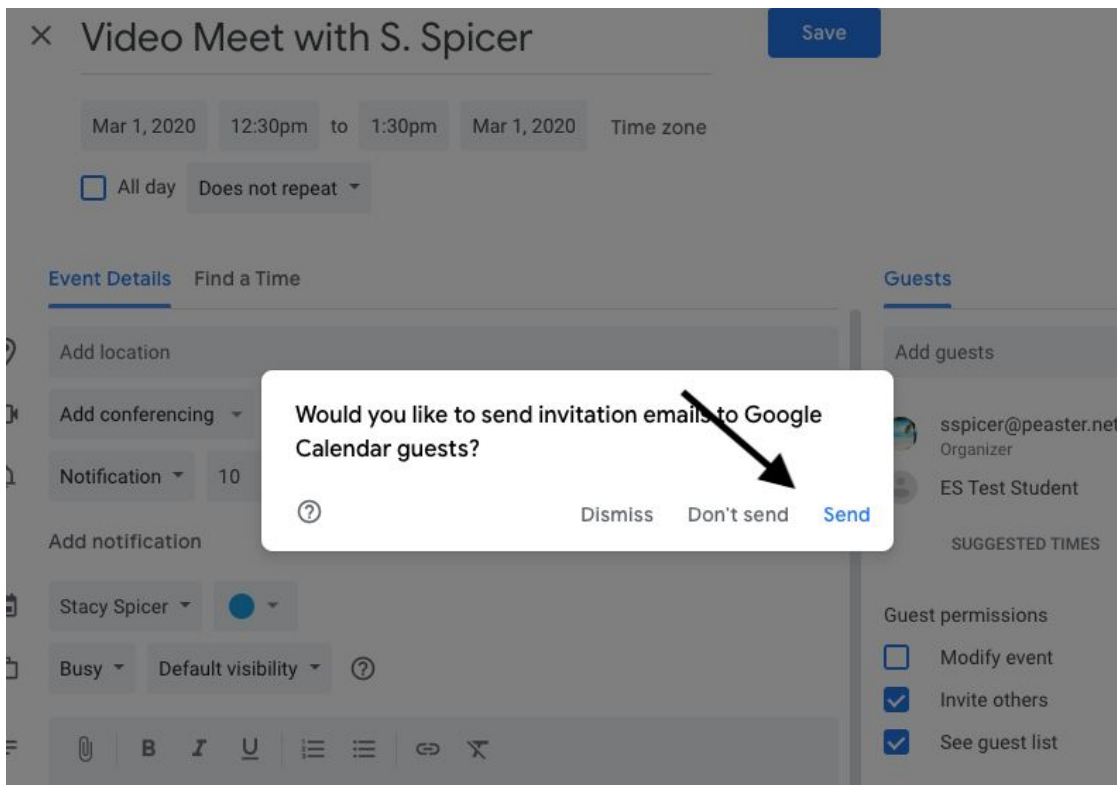 Video Meet with S. Spicer
Save
Mar 1, 2020 12:30pm to 1:30pm Mar 1, 2020 Time zone
All day Does not repeat
Event Details Find a Time
Guests
Add location
Add guests
Add conferencing
Would you like to send invitation emails to Google
Calendar guests?
sspicer@peaster.net
Organizer
Notification 10
ES Test Student
Dismiss Don't send Send
Add notification
SUGGESTED TIMES
Stacy Spicer
Guest permissions
Busy Default visibility
Modify event
Invite others
See guest list
B I U